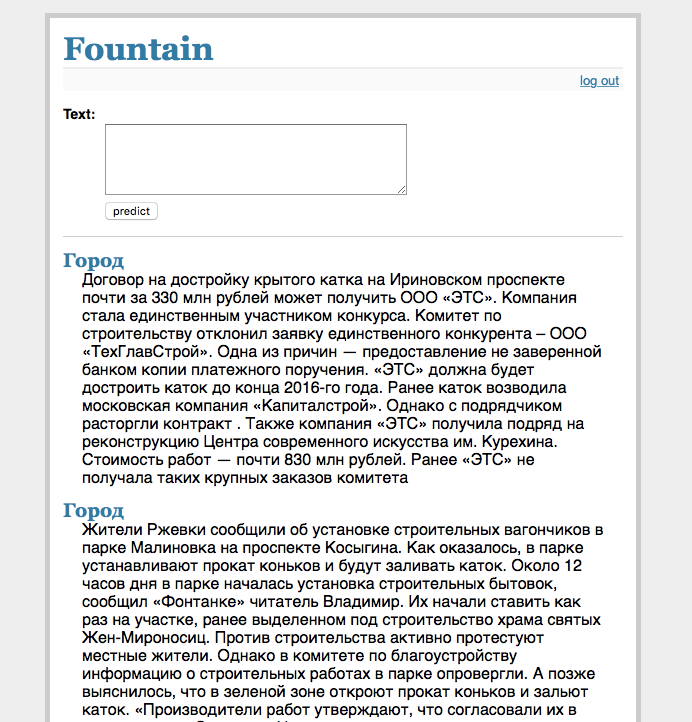 Fountain
log out
Text:
predict
Город
Договор на достройку крытого катка на Ириновском проспекте
почти за 330 млн рублей может получить ООО «ЭТС». Компания
стала единственным участником конкурса. Комитет по
строительству отклонил заявку единственного конкурента – ООО
«ТехГлавСтрой». Одна из причин — предоставление не заверенной
банком копии платежного поручения. «ЭТС» должна будет
достроить каток до конца 2016-го года. Ранее каток возводила
московская компания «Капиталстрой». Однако с подрядчиком
расторгли контракт . Также компания «ЭТС» получила подряд на
реконструкцию Центра современного искусства им. Курехина.
Стоимость работ — почти 830 млн рублей. Ранее «ЭТС» не
получала таких крупных заказов комитета
Город
Жители Ржевки сообщили об установке строительных вагончиков в
парке Малиновка на проспекте Косыгина. Как оказалось, в парке
устанавливают прокат коньков и будут заливать каток. Около 12
часов дня в парке началась установка строительных бытовок,
сообщил «Фонтанке» читатель Владимир. Их начали ставить как
раз на участке, ранее выделенном под строительство храма святых
Жен-Мироносиц. Против строительства активно протестуют
местные жители. Однако в комитете по благоустройству
информацию о строительных работах в парке опровергли. А позже
выяснилось, что в зеленой зоне откроют прокат коньков и зальют
каток. «Производители работ утверждают, что согласовали их в